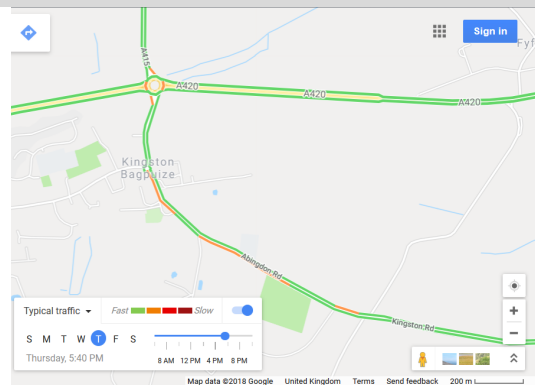 Sign in
Fyf
A415
A420
A420
A420
Kingston
Bagpuize
Abingdon Rd
Kingston Rd
Typical traffic
Fast
Slow
S M T W T F S
Thursday, 5:40 PM
8 AM 12 PM 4 PM 8 PM
Map data ©2018 Google United Kingdom Terms Send feedback 200 m